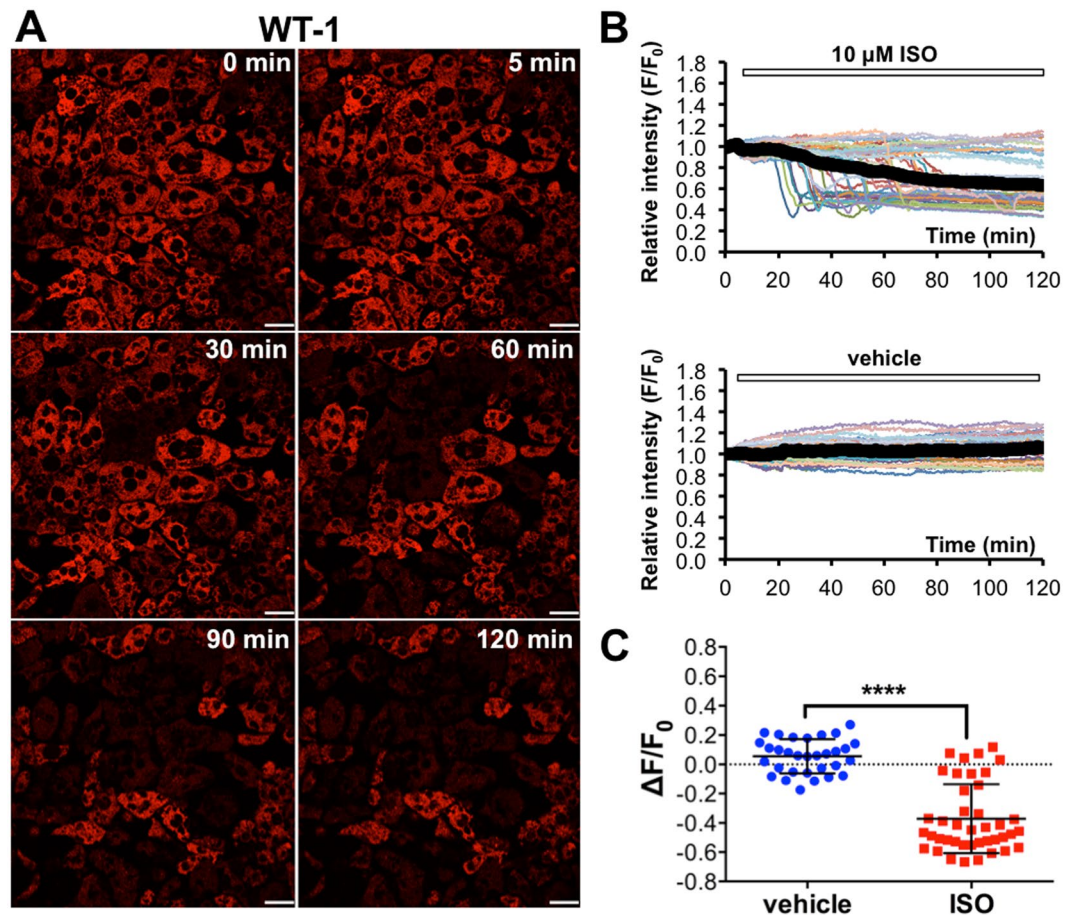 A
WT-1
0 min
5 min
30 min
60 min
90 min
120 min
B
10 µM ISO
Relative intensity (F/F0)
1.8
1.6
1.4
1.2
1.0
0.8
0.6
0.4
0.2
0.0
Time (min)
0 20 40 60 80 100 120
vehicle
Relative intensity (F/F0)
1.8
1.6
1.4
1.2
1.0
0.8
0.6
0.4
0.2
0.0
Time (min)
0 20 40 60 80 100 120
C
ΔF/F0
0.8
0.6
0.4
0.2
0.0
-0.2
-0.4
-0.6
-0.8
****
vehicle ISO